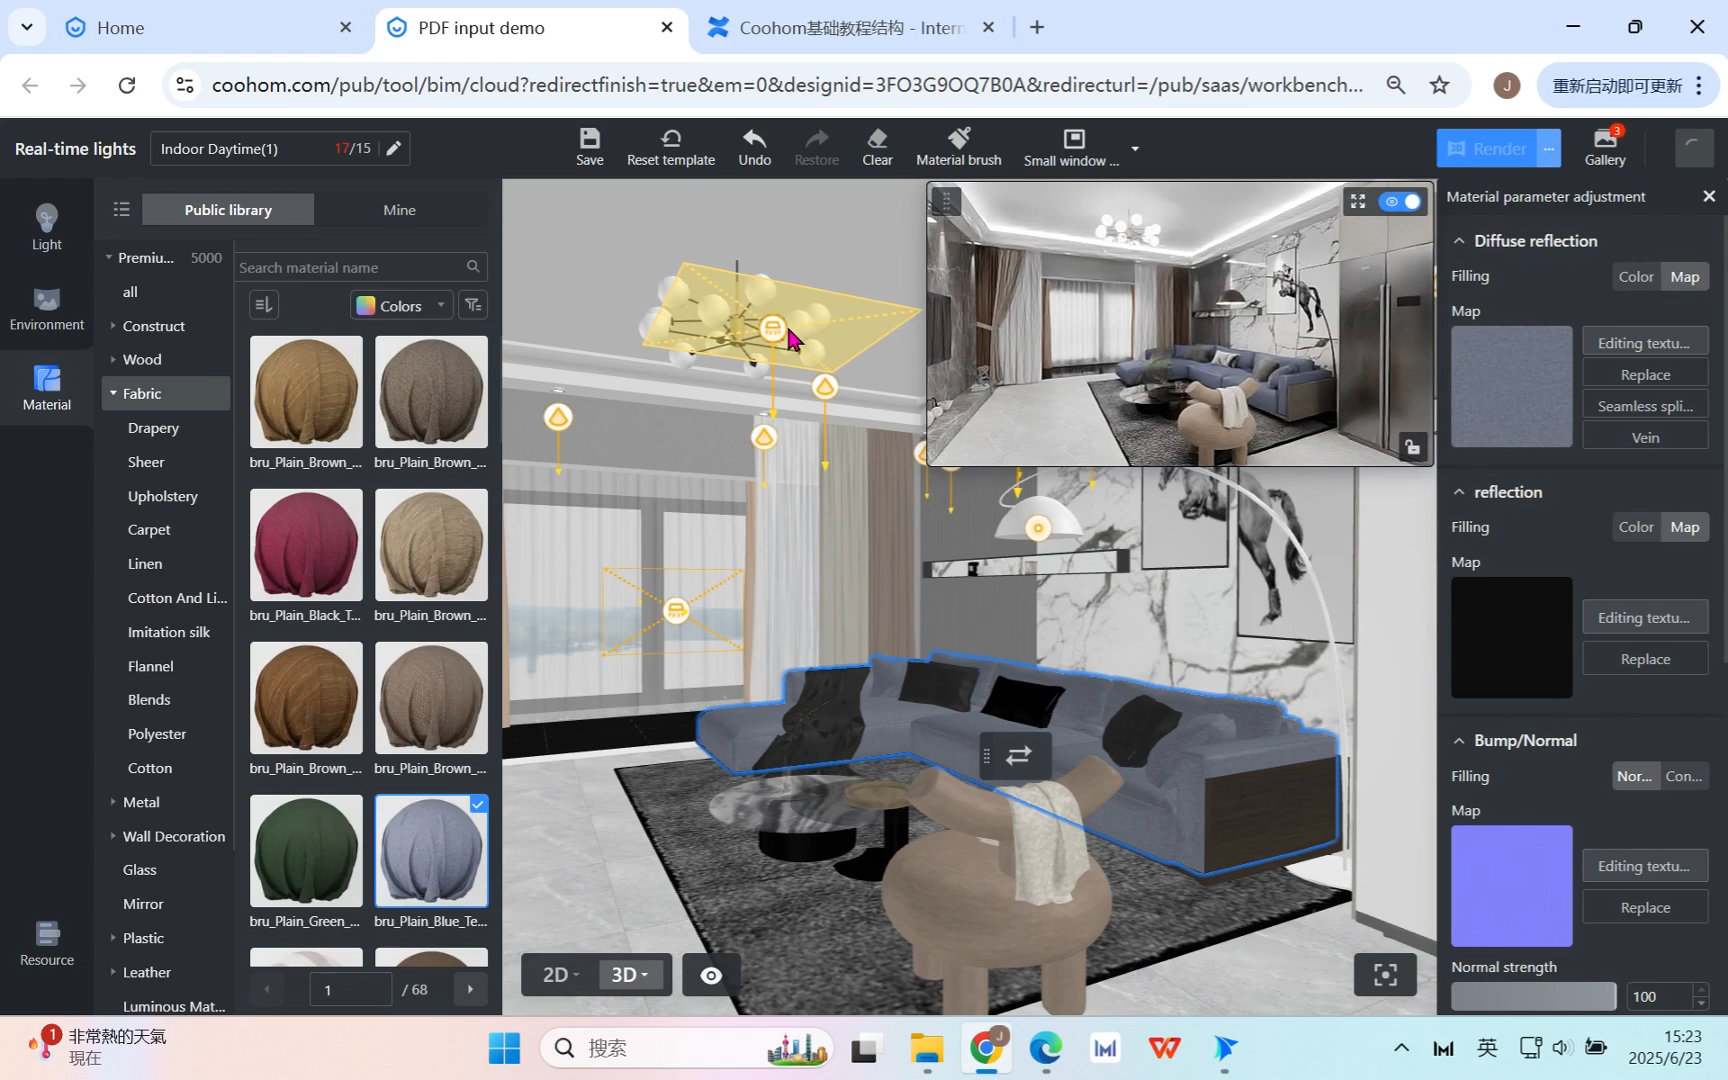 Home
PDF input demo
Coohom基础教程结构 - Intern
coohom.com/pub/tool/bim/cloud?redirectfinish=true&em=0&designid=3FO3G9OQ7B0A&redirecturl=/pub/saas/workbench...
J
重新启动即可更新
Real-time lights
Indoor Daytime(1)
17/15
Save
Reset template
Undo
Restore
Clear
Material brush
Small window ...
Render
...
3
Gallery
Light
Environment
Material
Resource
Public library
Mine
Premiu...
5000
all
Construct
Wood
Fabric
Drapery
Sheer
Upholstery
Carpet
Linen
Cotton And Li...
Imitation silk
Flannel
Blends
Polyester
Cotton
Metal
Wall Decoration
Glass
Mirror
Plastic
Leather
Luminous Mat...
Search material name
Colors
bru_Plain_Brown_...
bru_Plain_Brown_...
bru_Plain_Black_T...
bru_Plain_Brown_...
bru_Plain_Brown_...
bru_Plain_Brown_...
bru_Plain_Green_...
bru_Plain_Blue_Te...
1
/ 68
2D
3D
Material parameter adjustment
Diffuse reflection
Filling
Color
Map
Map
Editing textu...
Replace
Seamless spli...
Vein
reflection
Filling
Color
Map
Map
Editing textu...
Replace
Bump/Normal
Filling
Nor...
Con...
Map
Editing textu...
Replace
Normal strength
100
1
非常熱的天氣
現在
搜索
J
英
15:23
2025/6/23